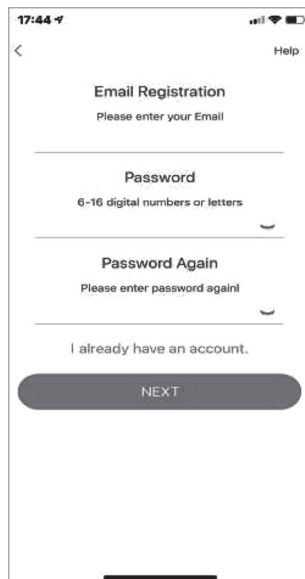 17:44
Help
Email Registration
Please enter your Email
Password
6-16 digital numbers or letters
Password Again
Please enter password againl
I already have an account.
NEXT